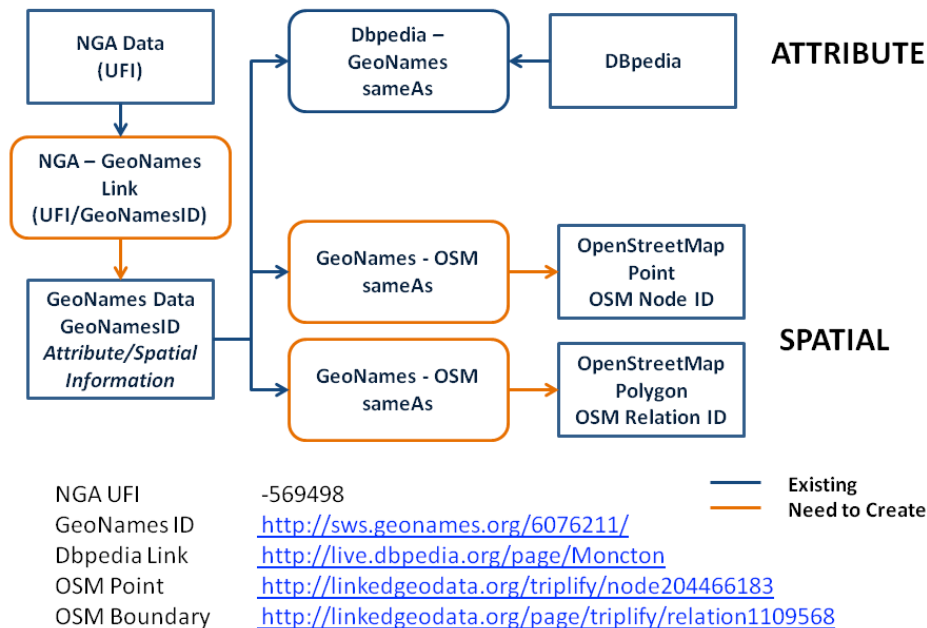 NGA Data
(UFI)
Dbpedia –
GeoNames
sameAs
DBpedia
ATTRIBUTE
NGA – GeoNames
Link
(UFI/GeoNamesID)
GeoNames Data
GeoNamesID
Attribute/Spatial
Information
GeoNames - OSM
sameAs
OpenStreetMap
Point
OSM Node ID
SPATIAL
GeoNames - OSM
sameAs
OpenStreetMap
Polygon
OSM Relation ID
Existing
Need to Create
NGA UFI -569498
GeoNames ID http://sws.geonames.org/6076211/
Dbpedia Link http://live.dbpedia.org/page/Moncton
OSM Point http://linkedgeodata.org/triplify/node204466183
OSM Boundary http://linkedgeodata.org/page/triplify/relation1109568